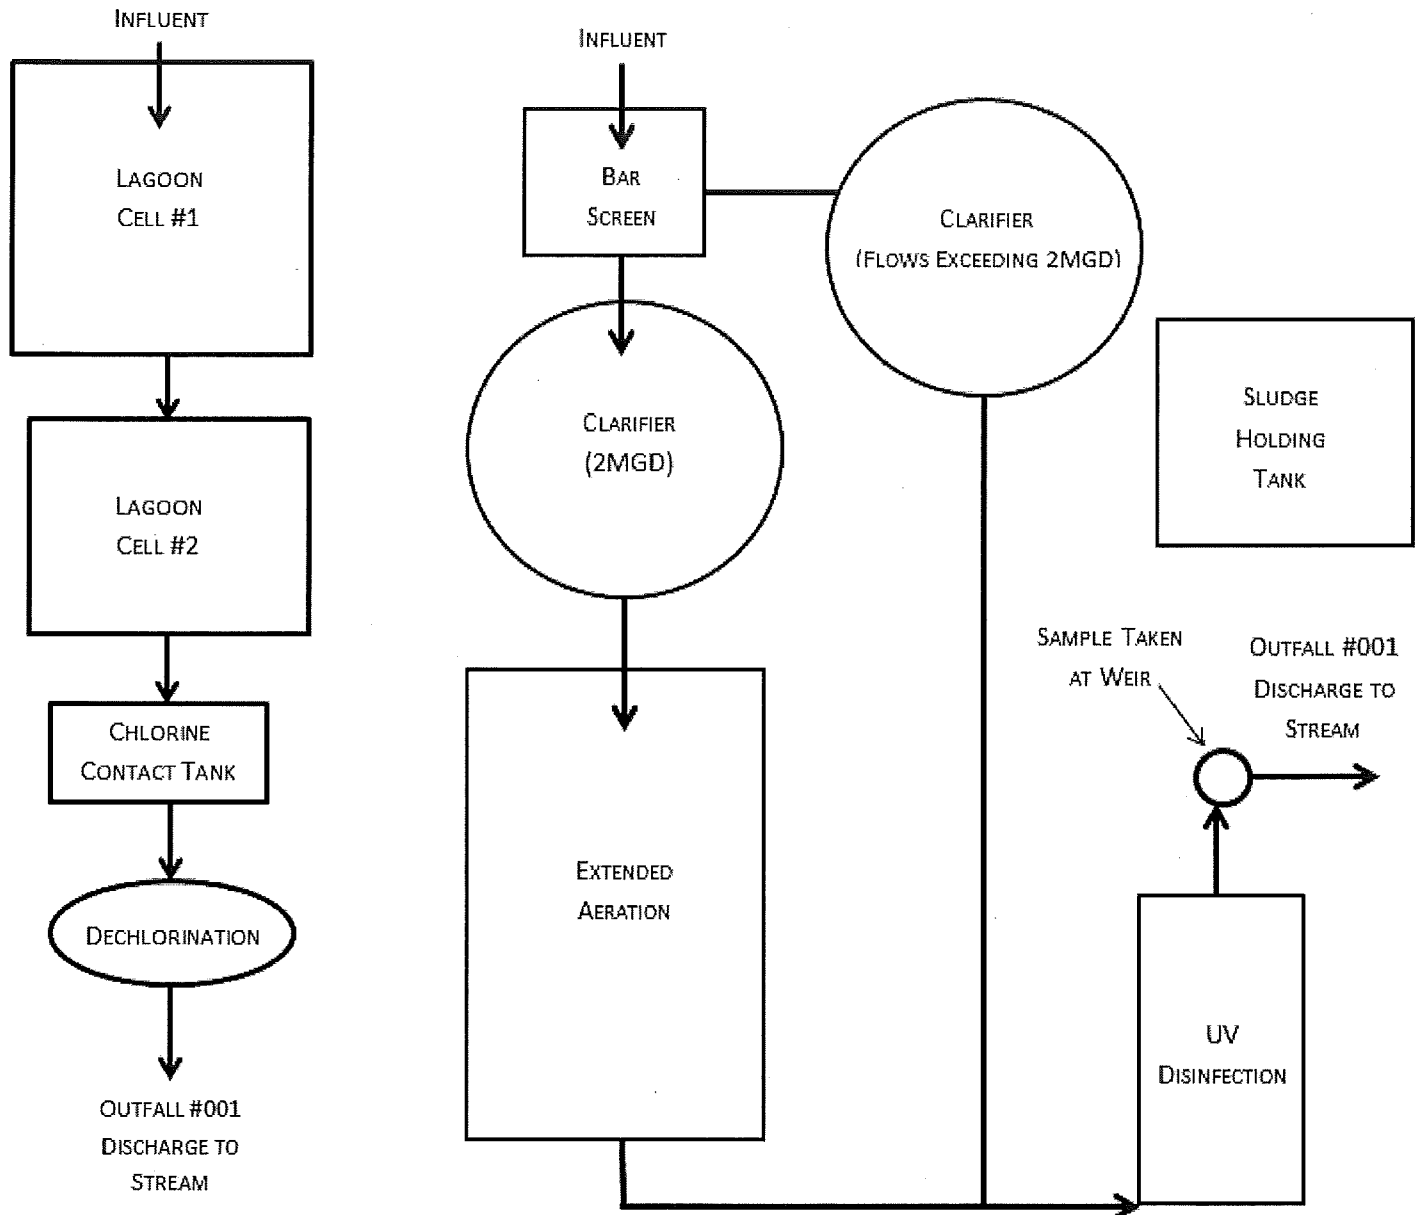 INFLUENT
LAGOON
CELL #1
LAGOON
CELL #2
CHLORINE
CONTACT TANK
DECHLORINATION
OUTFALL #001
DISCHARGE TO
STREAM
INFLUENT
BAR
SCREEN
CLARIFIER
(FLOWS EXCEEDING 2MGD)
CLARIFIER
(2MGD)
EXTENDED
AERATION
SLUDGE
HOLDING
TANK
SAMPLE TAKEN
AT WEIR
OUTFALL #001
DISCHARGE TO
STREAM
UV
DISINFECTION